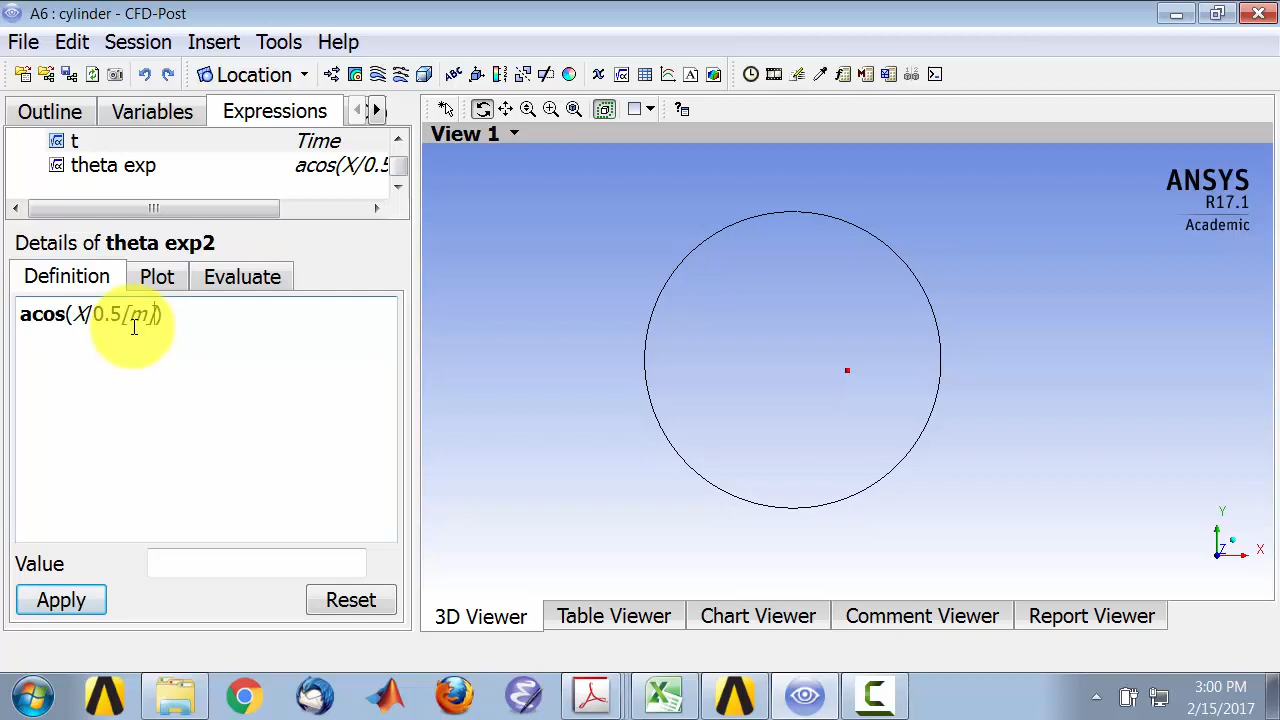 A6 : cylinder - CFD-Post
File Edit Session Insert Tools Help
Location
Outline Variables Expressions
t Time
theta exp acos(X/0.5
Details of theta exp2
Definition Plot Evaluate
acos(X/0.5[m])
Value
Apply Reset
View 1
ANSYS
R17.1
Academic
Y
X
Z
3D Viewer Table Viewer Chart Viewer Comment Viewer Report Viewer
3:00 PM
2/15/2017